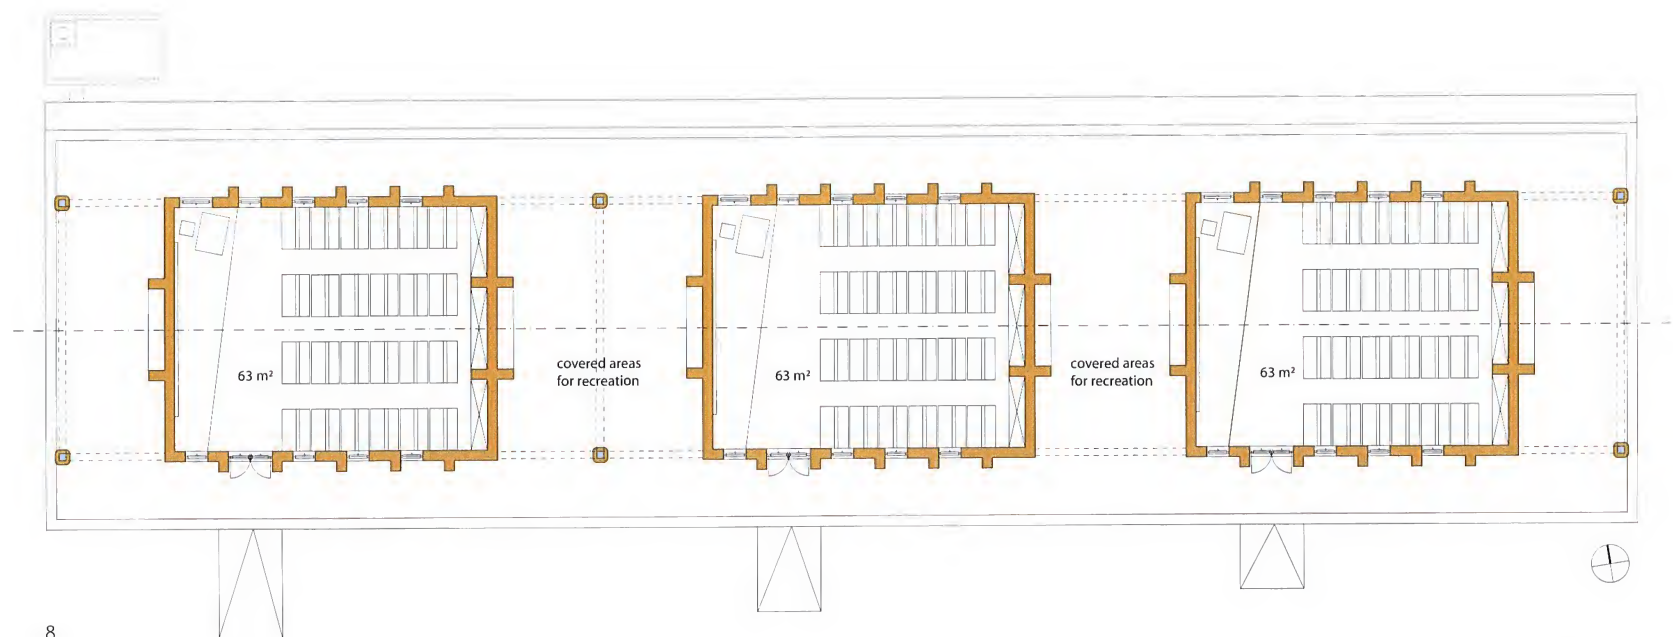 covered areas
for recreation
covered areas
for recreation
63 m²
63 m²
63 m²
8